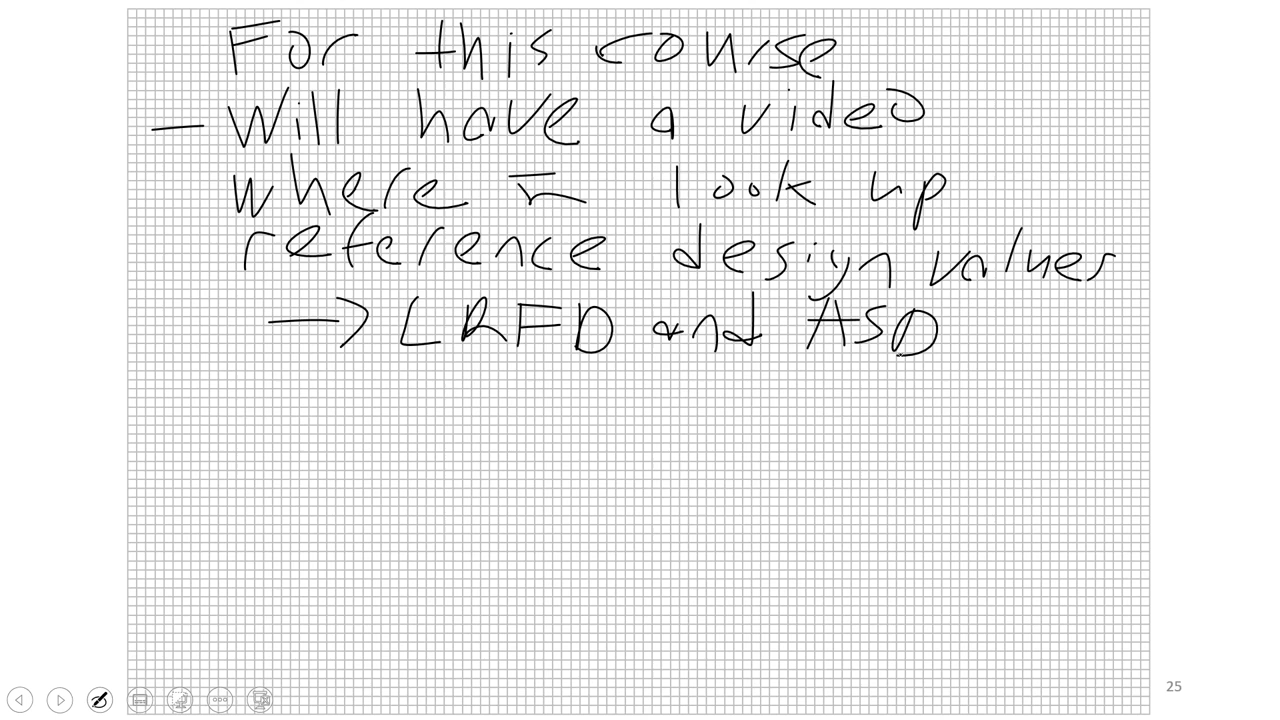 For this course
— Will have a video
where I look up
reference design values
→ LRFD and ASD
25